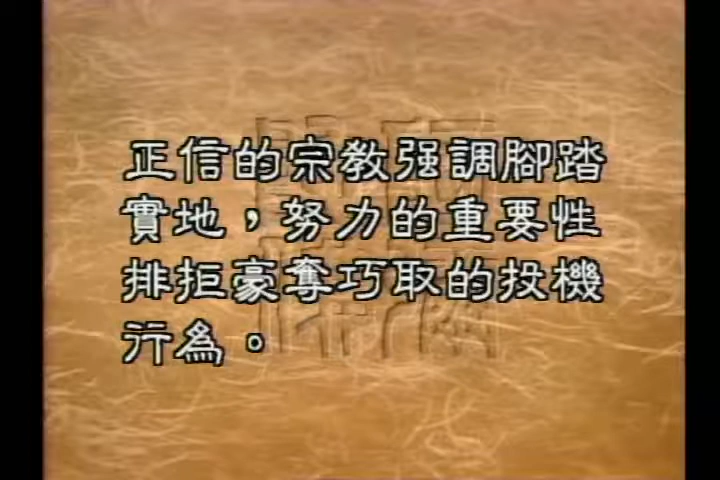 正信的宗教强調腳踏
實地，努力的重要性
排拒豪奪巧取的投機
行為。